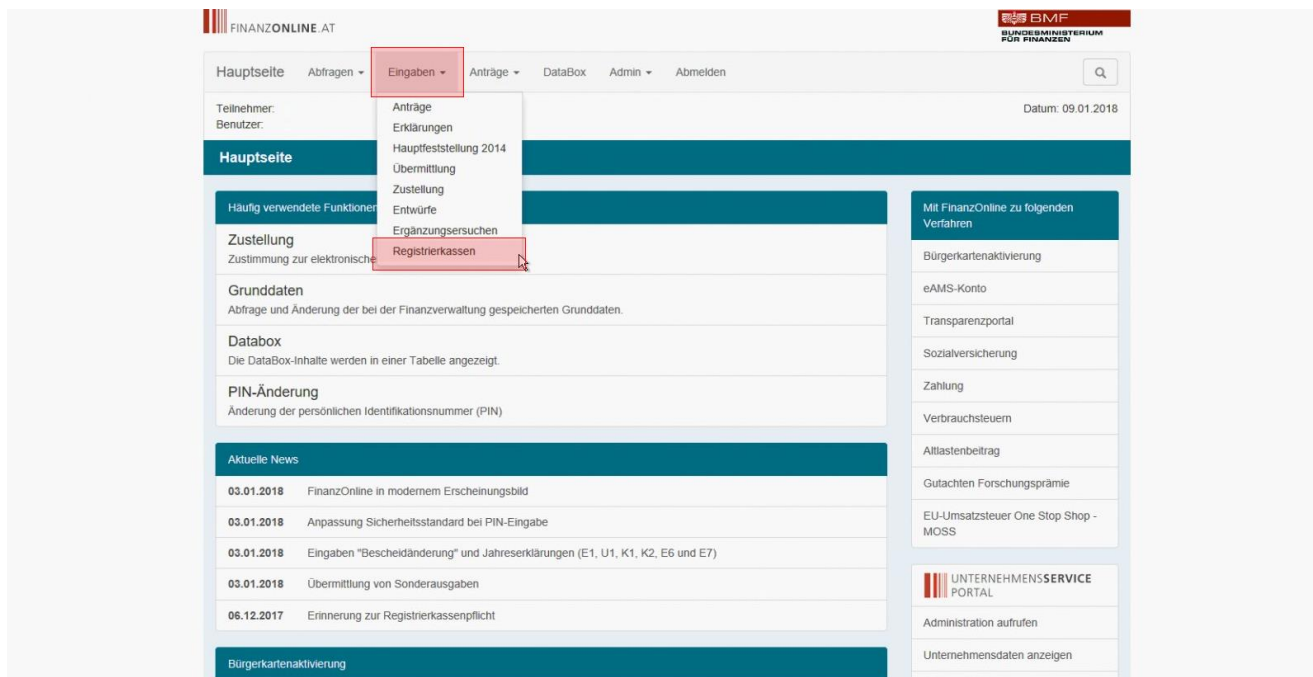 FINANZONLINE.AT
BMF
BUNDESMINISTERIUM
FÜR FINANZEN
Hauptseite Abfragen Eingaben Anträge DataBox Admin Abmelden
Teilnehmer:
Benutzer:
Datum: 09.01.2018
Anträge
Erklärungen
Hauptfeststellung 2014
Übermittlung
Zustellung
Entwürfe
Ergänzungsersuchen
Registrierkassen
Hauptseite
Häufig verwendete Funktionen
Zustellung
Zustimmung zur elektronische
Grunddaten
Abfrage und Änderung der bei der Finanzverwaltung gespeicherten Grunddaten.
Databox
Die DataBox-Inhalte werden in einer Tabelle angezeigt.
PIN-Änderung
Änderung der persönlichen Identifikationsnummer (PIN)
Aktuelle News
03.01.2018 FinanzOnline in modernem Erscheinungsbild
03.01.2018 Anpassung Sicherheitsstandard bei PIN-Eingabe
03.01.2018 Eingaben "Bescheidänderung" und Jahreserklärungen (E1, U1, K1, K2, E6 und E7)
03.01.2018 Übermittlung von Sonderausgaben
06.12.2017 Erinnerung zur Registrierkassenpflicht
Bürgerkartenaktivierung
Mit FinanzOnline zu folgenden
Verfahren
Bürgerkartenaktivierung
eAMS-Konto
Transparenzportal
Sozialversicherung
Zahlung
Verbrauchsteuern
Altlastenbeitrag
Gutachten Forschungsprämie
EU-Umsatzsteuer One Stop Shop -
MOSS
UNTERNEHMENSSERVICE
PORTAL
Administration aufrufen
Unternehmensdaten anzeigen